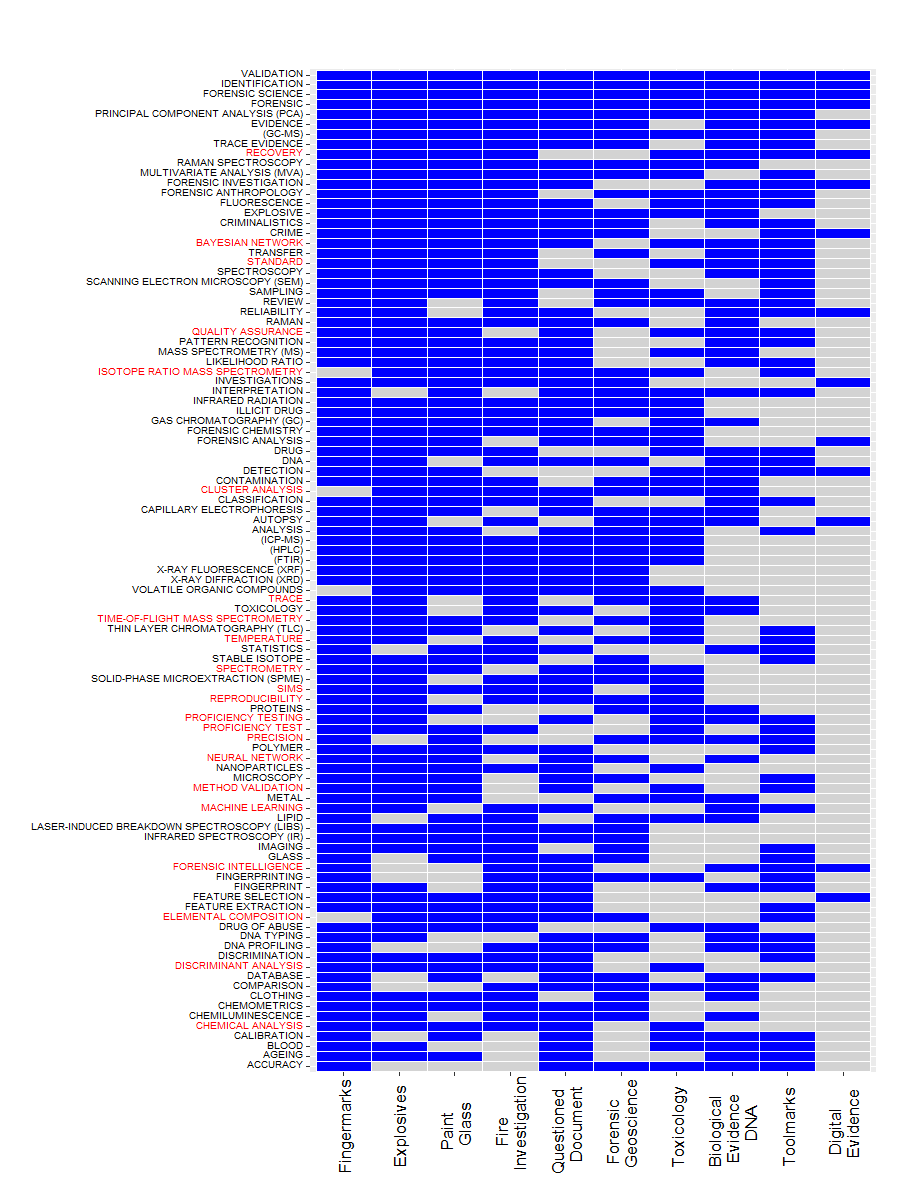 VALIDATION
IDENTIFICATION
FORENSIC SCIENCE
FORENSIC
PRINCIPAL COMPONENT ANALYSIS (PCA)
EVIDENCE
(GC-MS)
TRACE EVIDENCE
RECOVERY
RAMAN SPECTROSCOPY
MULTIVARIATE ANALYSIS (MVA)
FORENSIC INVESTIGATION
FORENSIC ANTHROPOLOGY
FLUORESCENCE
EXPLOSIVE
CRIMINALISTICS
CRIME
BAYESIAN NETWORK
TRANSFER
STANDARD
SPECTROSCOPY
SCANNING ELECTRON MICROSCOPY (SEM)
SAMPLING
REVIEW
RELIABILITY
RAMAN
QUALITY ASSURANCE
PATTERN RECOGNITION
MASS SPECTROMETRY (MS)
LIKELIHOOD RATIO
ISOTOPE RATIO MASS SPECTROMETRY
INVESTIGATIONS
INTERPRETATION
INFRARED RADIATION
ILLICIT DRUG
GAS CHROMATOGRAPHY (GC)
FORENSIC CHEMISTRY
FORENSIC ANALYSIS
DRUG
DNA
DETECTION
CONTAMINATION
CLUSTER ANALYSIS
CLASSIFICATION
CAPILLARY ELECTROPHORESIS
AUTOPSY
ANALYSIS
(ICP-MS)
(HPLC)
(FTIR)
X-RAY FLUORESCENCE (XRF)
X-RAY DIFFRACTION (XRD)
VOLATILE ORGANIC COMPOUNDS
TRACE
TOXICOLOGY
TIME-OF-FLIGHT MASS SPECTROMETRY
THIN LAYER CHROMATOGRAPHY (TLC)
TEMPERATURE
STATISTICS
STABLE ISOTOPE
SPECTROMETRY
SOLID-PHASE MICROEXTRACTION (SPME)
SIMS
REPRODUCIBILITY
PROTEINS
PROFICIENCY TESTING
PROFICIENCY TEST
PRECISION
POLYMER
NEURAL NETWORK
NANOPARTICLES
MICROSCOPY
METHOD VALIDATION
METAL
MACHINE LEARNING
LIPID
LASER-INDUCED BREAKDOWN SPECTROSCOPY (LIBS)
INFRARED SPECTROSCOPY (IR)
IMAGING
GLASS
FORENSIC INTELLIGENCE
FINGERPRINTING
FINGERPRINT
FEATURE SELECTION
FEATURE EXTRACTION
ELEMENTAL COMPOSITION
DRUG OF ABUSE
DNA TYPING
DNA PROFILING
DISCRIMINATION
DISCRIMINANT ANALYSIS
DATABASE
COMPARISON
CLOTHING
CHEMOMETRICS
CHEMILUMINESCENCE
CHEMICAL ANALYSIS
CALIBRATION
BLOOD
AGEING
ACCURACY
Fingermarks
Explosives
Paint
Glass
Fire
Investigation
Questioned
Document
Forensic
Geoscience
Toxicology
Biological
Evidence
DNA
Toolmarks
Digital
Evidence